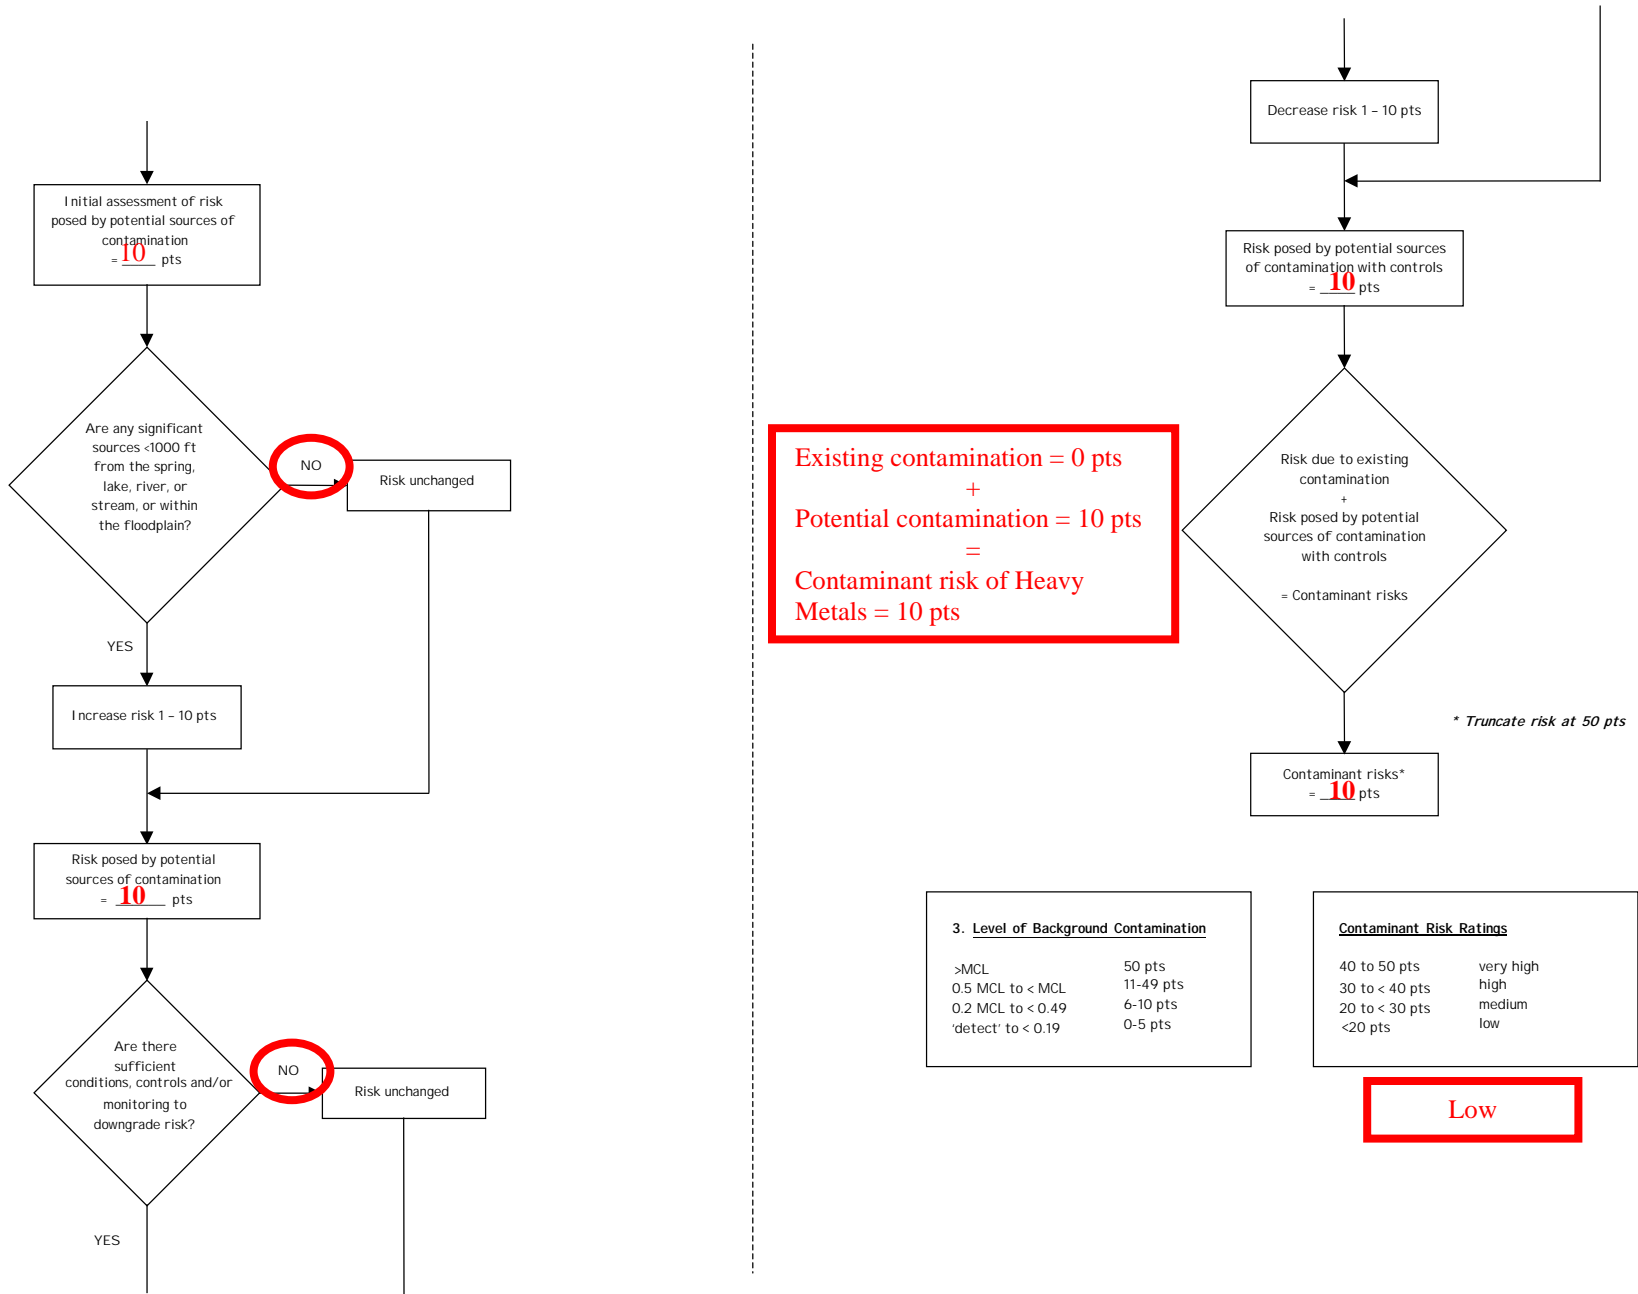 Initial assessment of risk
posed by potential sources of
contamination
= 10 pts
Are any significant
sources <1000 ft
from the spring,
lake, river, or
stream, or within
the floodplain?
NO
Risk unchanged
YES
Increase risk 1 – 10 pts
Risk posed by potential
sources of contamination
= 10 pts
Are there
sufficient
conditions, controls and/or
monitoring to
downgrade risk?
NO
Risk unchanged
YES
Decrease risk 1 – 10 pts
Risk posed by potential sources
of contamination with controls
= 10 pts
Existing contamination = 0 pts
+
Potential contamination = 10 pts
=
Contaminant risk of Heavy
Metals = 10 pts
Risk due to existing
contamination
+
Risk posed by potential
sources of contamination
with controls
= Contaminant risks
* Truncate risk at 50 pts
Contaminant risks*
= 10 pts
3. Level of Background Contamination
>MCL 50 pts
0.5 MCL to < MCL 11-49 pts
0.2 MCL to < 0.49 6-10 pts
'detect' to < 0.19 0-5 pts
Contaminant Risk Ratings
40 to 50 pts very high
30 to < 40 pts high
20 to < 30 pts medium
<20 pts low
Low